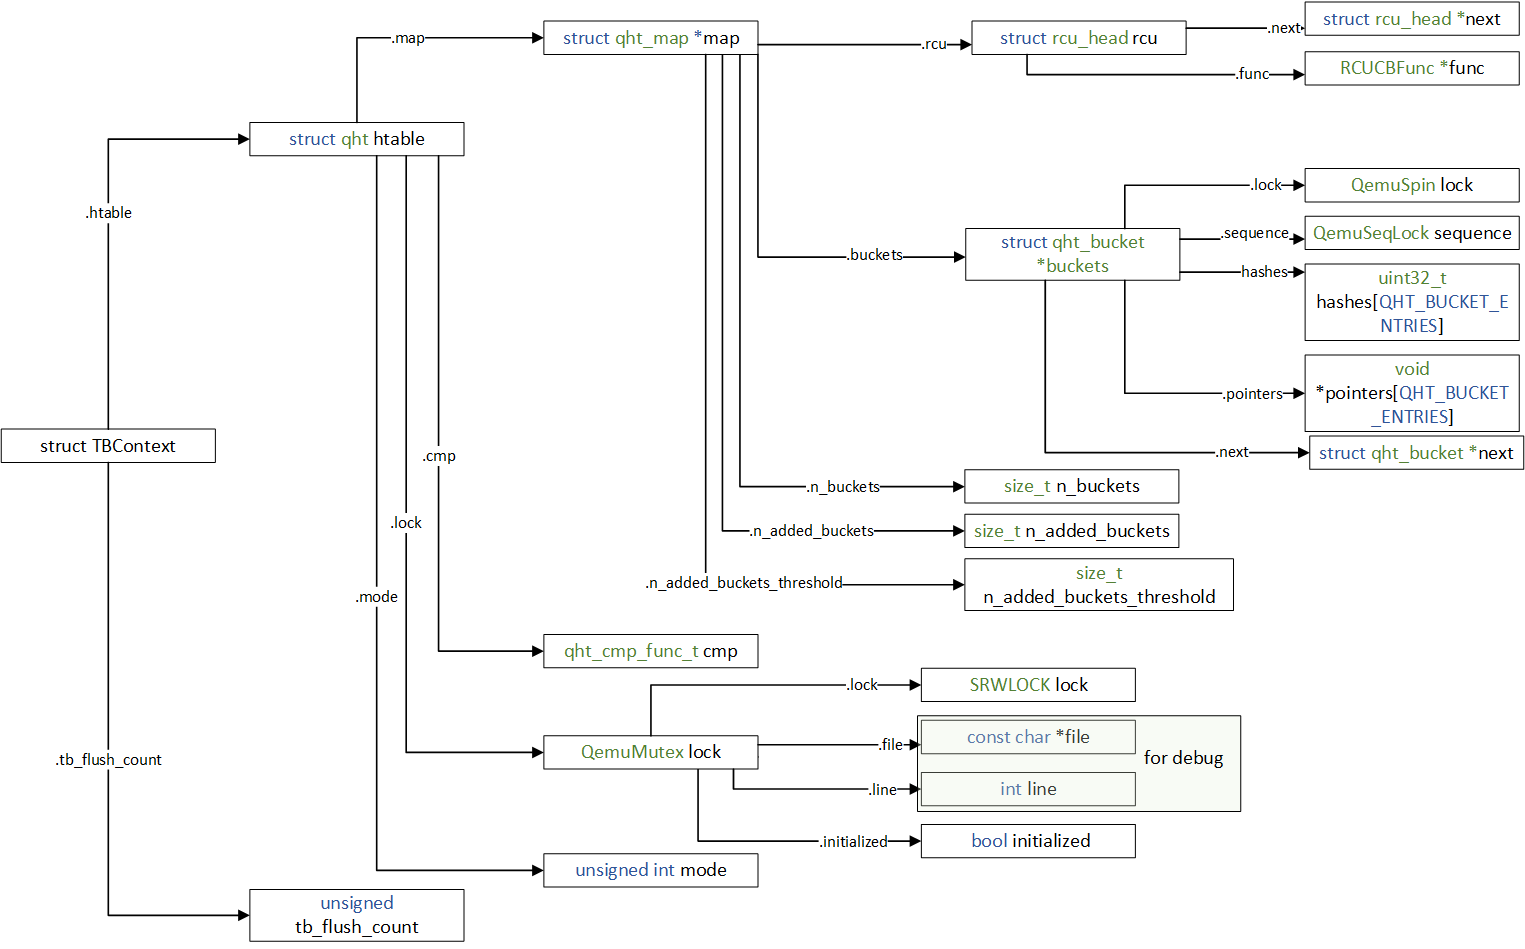 struct rcu_head *next
.next
.map
struct qht_map *map
.rcu
struct rcu_head rcu
.func
RCUCBFunc *func
struct qht htable
.htable
.lock
QemuSpin lock
.sequence
QemuSeqLock sequence
struct qht_bucket
*buckets
.buckets
hashes
uint32_t
hashes[QHT_BUCKET_E
NTRIES]
void
*pointers[QHT_BUCKET
_ENTRIES]
.pointers
struct TBContext
.cmp
.next
struct qht_bucket *next
.n_buckets
size_t n_buckets
.lock
.n_added_buckets
size_t n_added_buckets
.n_added_buckets_threshold
size_t
n_added_buckets_threshold
.mode
qht_cmp_func_t cmp
.lock
SRWLOCK lock
QemuMutex lock
.file
const char *file
for debug
.line
int line
.tb_flush_count
.initialized
bool initialized
unsigned int mode
unsigned
tb_flush_count